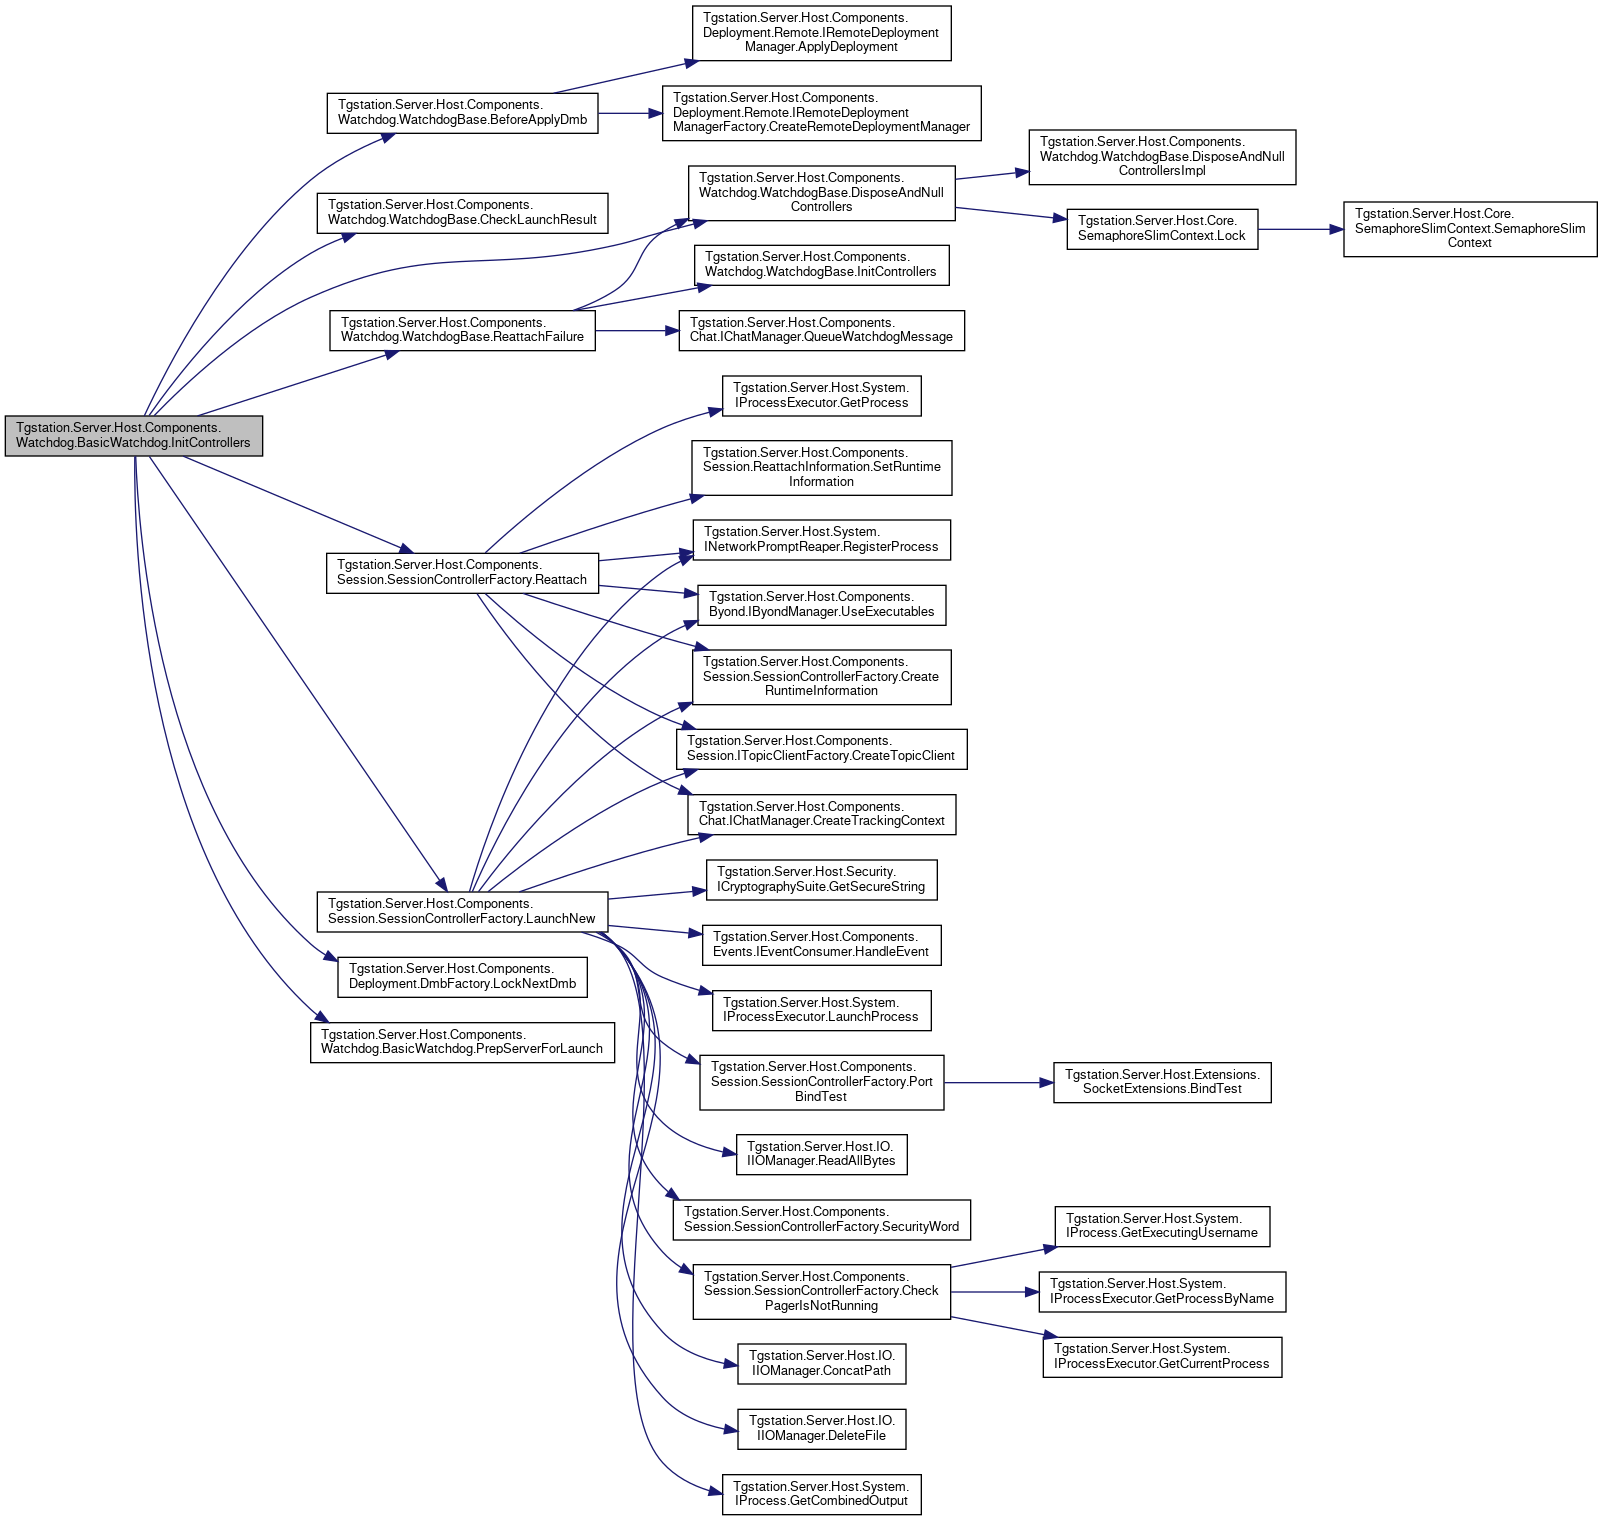 Tgstation.Server.Host.Components.
Watchdog.BasicWatchdog.InitControllers
Tgstation.Server.Host.Components.
Watchdog.WatchdogBase.BeforeApplyDmb
Tgstation.Server.Host.Components.
Deployment.Remote.IRemoteDeployment
Manager.ApplyDeployment
Tgstation.Server.Host.Components.
Deployment.Remote.IRemoteDeployment
ManagerFactory.CreateRemoteDeploymentManager
Tgstation.Server.Host.Components.
Watchdog.WatchdogBase.CheckLaunchResult
Tgstation.Server.Host.Components.
Watchdog.WatchdogBase.DisposeAndNull
Controllers
Tgstation.Server.Host.Components.
Watchdog.WatchdogBase.DisposeAndNull
ControllersImpl
Tgstation.Server.Host.Core.
SemaphoreSlimContext.Lock
Tgstation.Server.Host.Core.
SemaphoreSlimContext.SemaphoreSlim
Context
Tgstation.Server.Host.Components.
Watchdog.WatchdogBase.ReattachFailure
Tgstation.Server.Host.Components.
Watchdog.WatchdogBase.InitControllers
Tgstation.Server.Host.Components.
Chat.IChatManager.QueueWatchdogMessage
Tgstation.Server.Host.Components.
Session.SessionControllerFactory.Reattach
Tgstation.Server.Host.System.
IProcessExecutor.GetProcess
Tgstation.Server.Host.Components.
Session.ReattachInformation.SetRuntime
Information
Tgstation.Server.Host.System.
INetworkPromptReaper.RegisterProcess
Tgstation.Server.Host.Components.
Byond.IByondManager.UseExecutables
Tgstation.Server.Host.Components.
Session.SessionControllerFactory.Create
RuntimeInformation
Tgstation.Server.Host.Components.
Session.ITopicClientFactory.CreateTopicClient
Tgstation.Server.Host.Components.
Chat.IChatManager.CreateTrackingContext
Tgstation.Server.Host.Components.
Session.SessionControllerFactory.LaunchNew
Tgstation.Server.Host.Security.
ICryptographySuite.GetSecureString
Tgstation.Server.Host.Components.
Events.IEventConsumer.HandleEvent
Tgstation.Server.Host.System.
IProcessExecutor.LaunchProcess
Tgstation.Server.Host.Components.
Session.SessionControllerFactory.Port
BindTest
Tgstation.Server.Host.Extensions.
SocketExtensions.BindTest
Tgstation.Server.Host.IO.
IIOManager.ReadAllBytes
Tgstation.Server.Host.Components.
Session.SessionControllerFactory.SecurityWord
Tgstation.Server.Host.Components.
Session.SessionControllerFactory.Check
PagerIsNotRunning
Tgstation.Server.Host.System.
IProcess.GetExecutingUsername
Tgstation.Server.Host.System.
IProcessExecutor.GetProcessByName
Tgstation.Server.Host.System.
IProcessExecutor.GetCurrentProcess
Tgstation.Server.Host.IO.
IIOManager.ConcatPath
Tgstation.Server.Host.IO.
IIOManager.DeleteFile
Tgstation.Server.Host.System.
IProcess.GetCombinedOutput
Tgstation.Server.Host.Components.
Deployment.DmbFactory.LockNextDmb
Tgstation.Server.Host.Components.
Watchdog.BasicWatchdog.PrepServerForLaunch